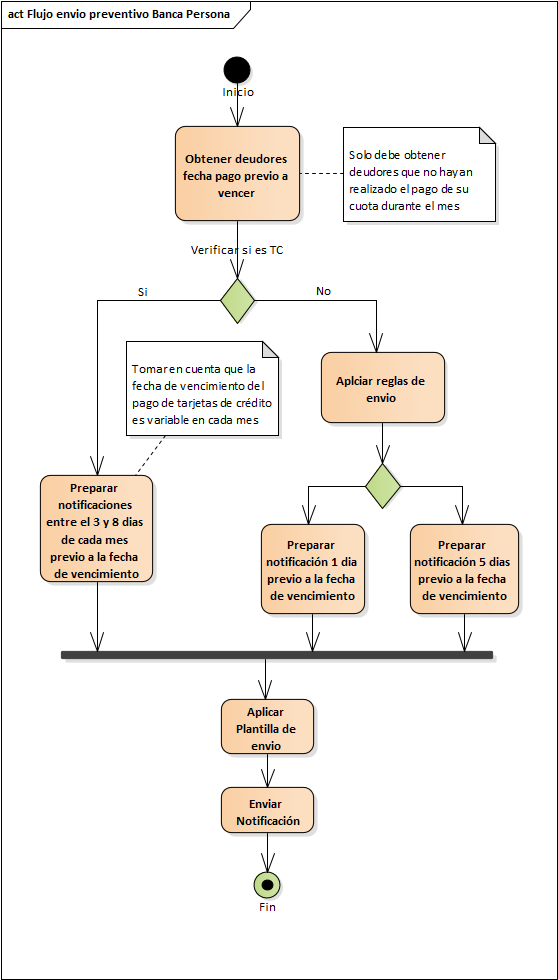 act Flujo envio preventivo Banca Persona
Inicio
Obtener deudores
fecha pago previo a
vencer
Solo debe obtener
deudores que no hayan
realizado el pago de su
cuota durante el mes
Verificar si es TC
Si
No
Tomar en cuenta que la
fecha de vencimiento del
pago de tarjetas de crédito
es variable en cada mes
Aplciar reglas de
envio
Preparar
notificaciones
entre el 3 y 8 dias
de cada mes
previo a la fecha
de vencimiento
Preparar
notificación 1 dia
previo a la fecha
de vencimiento
Preparar
notificación 5 dias
previo a la fecha
de vencimiento
Aplicar
Plantilla de
envio
Enviar
Notificación
Fin